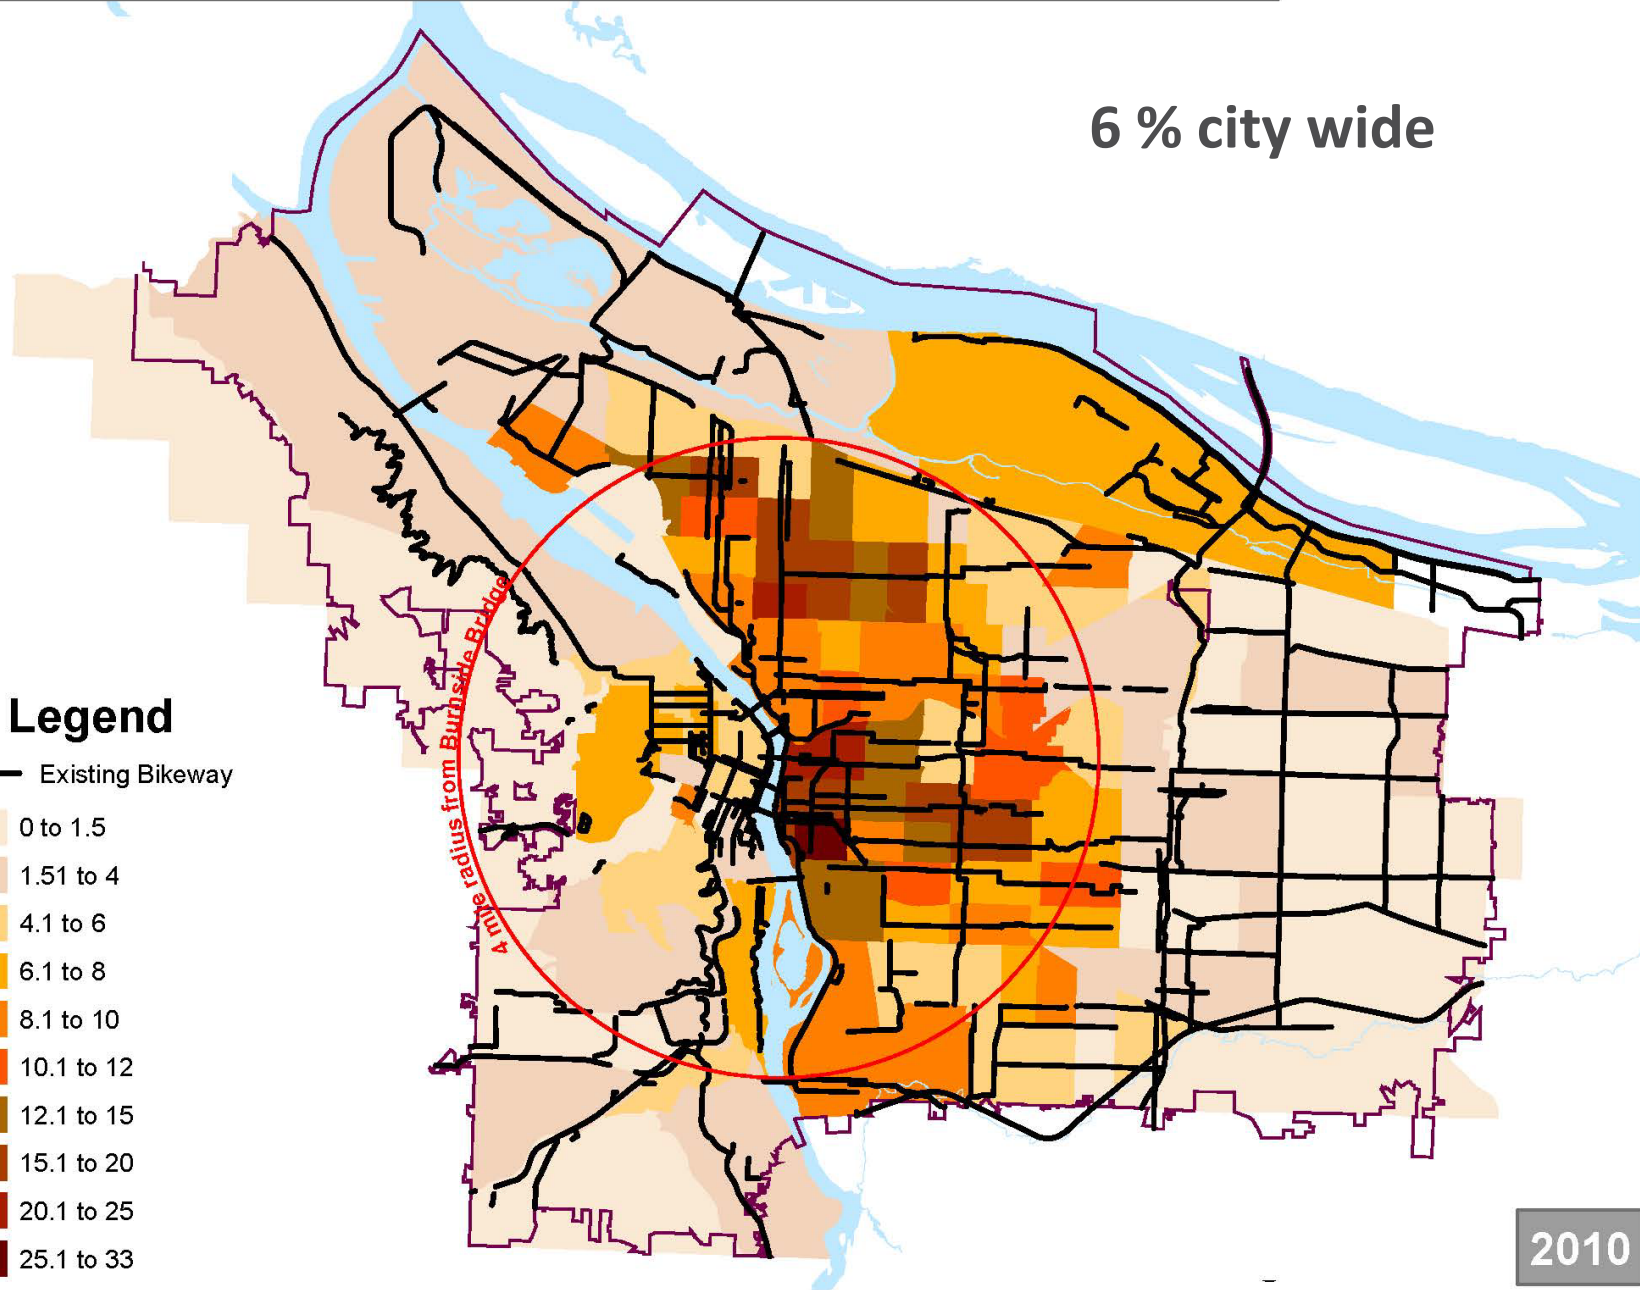 6 % city wide
4 mile radius from Burnside Bridge
Legend
Existing Bikeway
0 to 1.5
1.51 to 4
4.1 to 6
6.1 to 8
8.1 to 10
10.1 to 12
12.1 to 15
15.1 to 20
20.1 to 25
25.1 to 33
2010